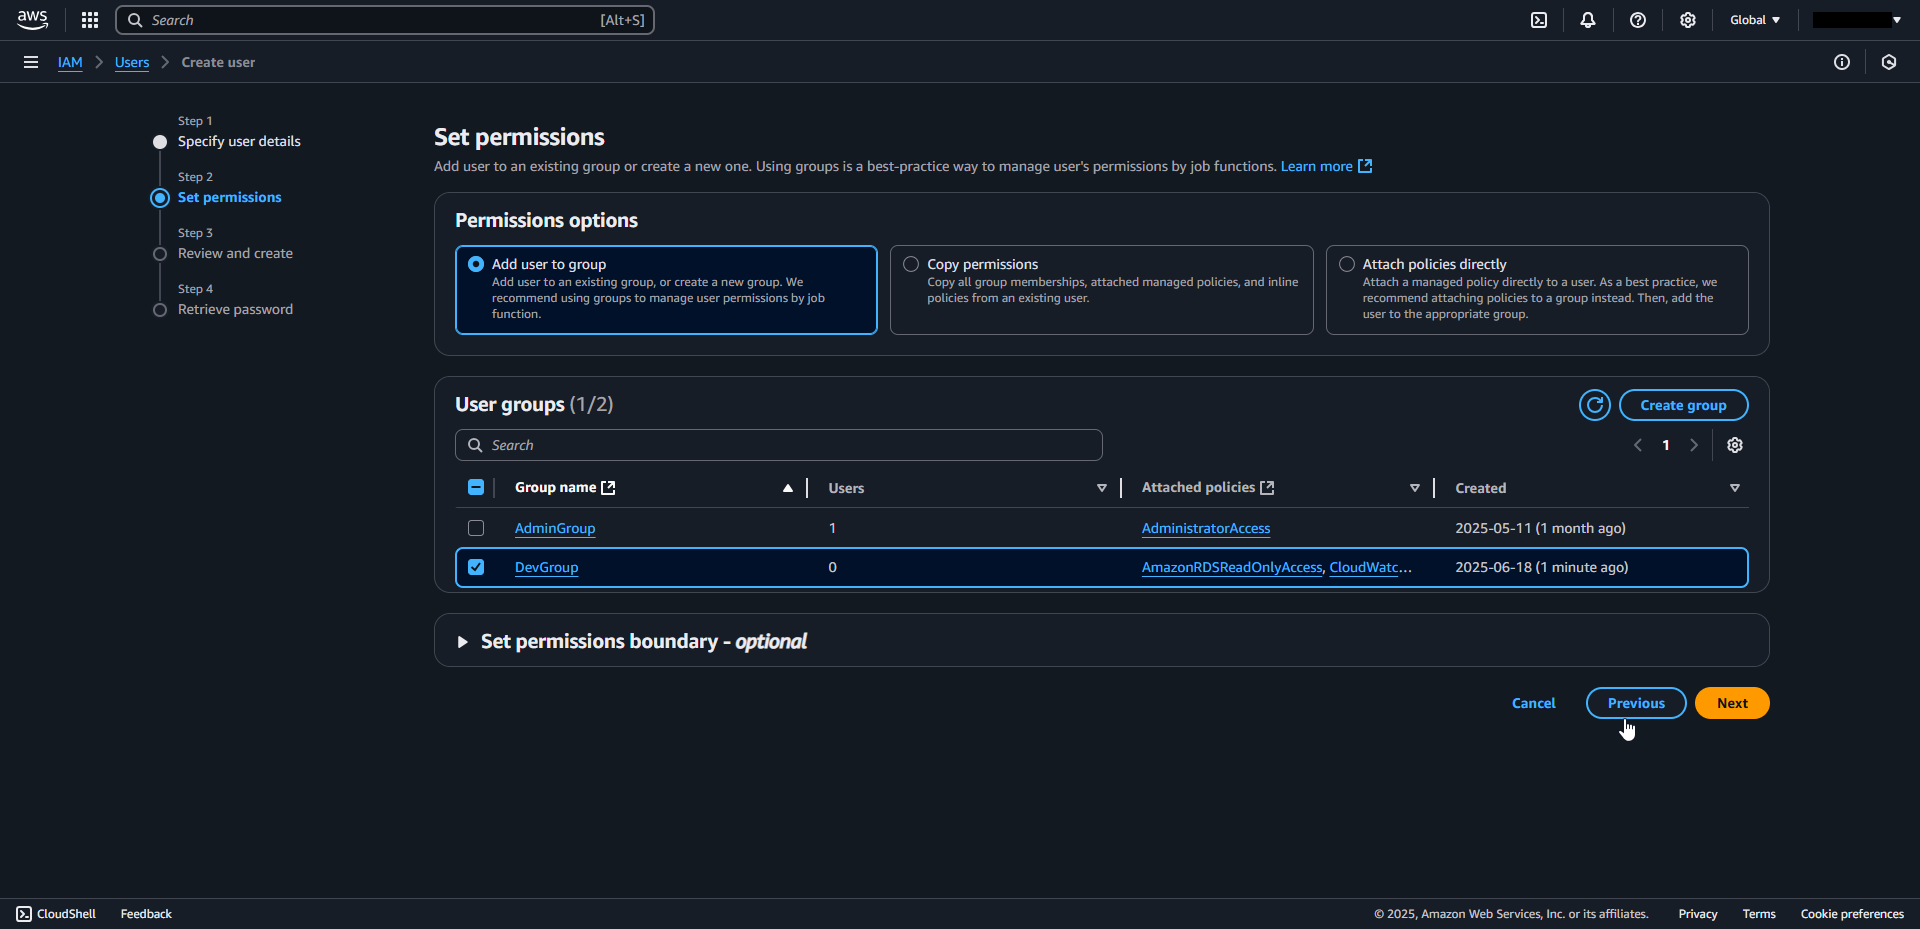 aws
Search
[Alt+S]
Global
IAM
Users
Create user
Step 1
Specify user details
Step 2
Set permissions
Step 3
Review and create
Step 4
Retrieve password
Set permissions
Add user to an existing group or create a new one. Using groups is a best-practice way to manage user's permissions by job functions. Learn more
Permissions options
Add user to group
Add user to an existing group, or create a new group. We
recommend using groups to manage user permissions by job
function.
Copy permissions
Copy all group memberships, attached managed policies, and inline
policies from an existing user.
Attach policies directly
Attach a managed policy directly to a user. As a best practice, we
recommend attaching policies to a group instead. Then, add the
user to the appropriate group.
User groups (1/2)
Create group
Search
1
Group name
Users
Attached policies
Created
AdminGroup
1
AdministratorAccess
2025-05-11 (1 month ago)
DevGroup
0
AmazonRDSReadOnlyAccess, CloudWatc...
2025-06-18 (1 minute ago)
Set permissions boundary - optional
Cancel
Previous
Next
CloudShell
Feedback
© 2025, Amazon Web Services, Inc. or its affiliates.
Privacy
Terms
Cookie preferences